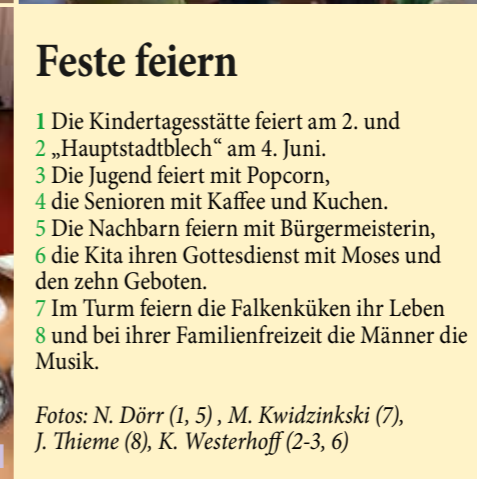 Feste feiern
1 Die Kindertagesstätte feiert am 2. und
2 „Hauptstadtblech“ am 4. Juni.
3 Die Jugend feiert mit Popcorn,
4 die Senioren mit Kaffee und Kuchen.
5 Die Nachbarn feiern mit Bürgermeisterin,
6 die Kita ihren Gottesdienst mit Moses und
den zehn Geboten.
7 Im Turm feiern die Falkenküken ihr Leben
8 und bei ihrer Familienfreizeit die Männer die
Musik.
Fotos: N. Dörr (1, 5) , M. Kwidzinkski (7),
J. Thieme (8), K. Westerhoff (2-3, 6)